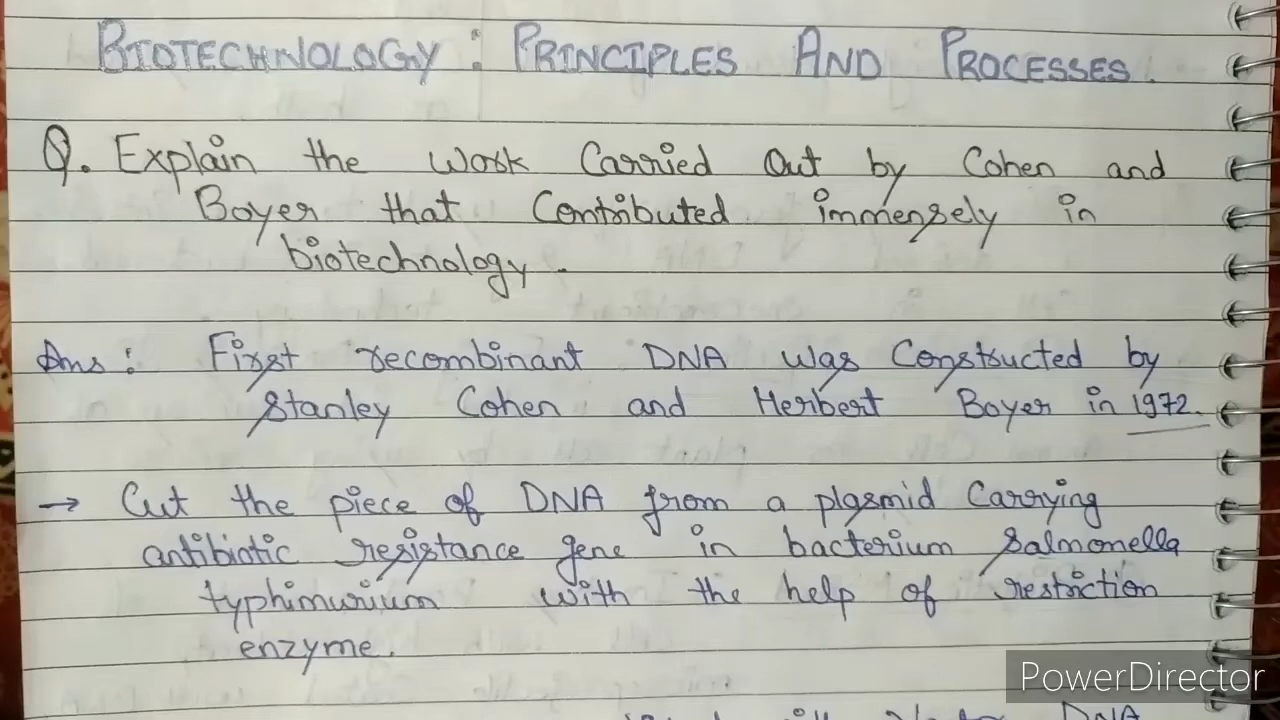 BIOTECHNOLOGY : PRINCIPLES AND PROCESSES.
Q. Explain the work Carried Out by Cohen and
Boyer that Contributed immensely in
biotechnology.
Ans : First recombinant DNA was Constructed by
Stanley Cohen and Herbert Boyer in 1972.
→ Cut the piece of DNA from a plasmid Carrying
antibiotic resistance gene in bacterium Salmonella
typhimurium with the help of restriction
enzyme.
DNA
PowerDirector